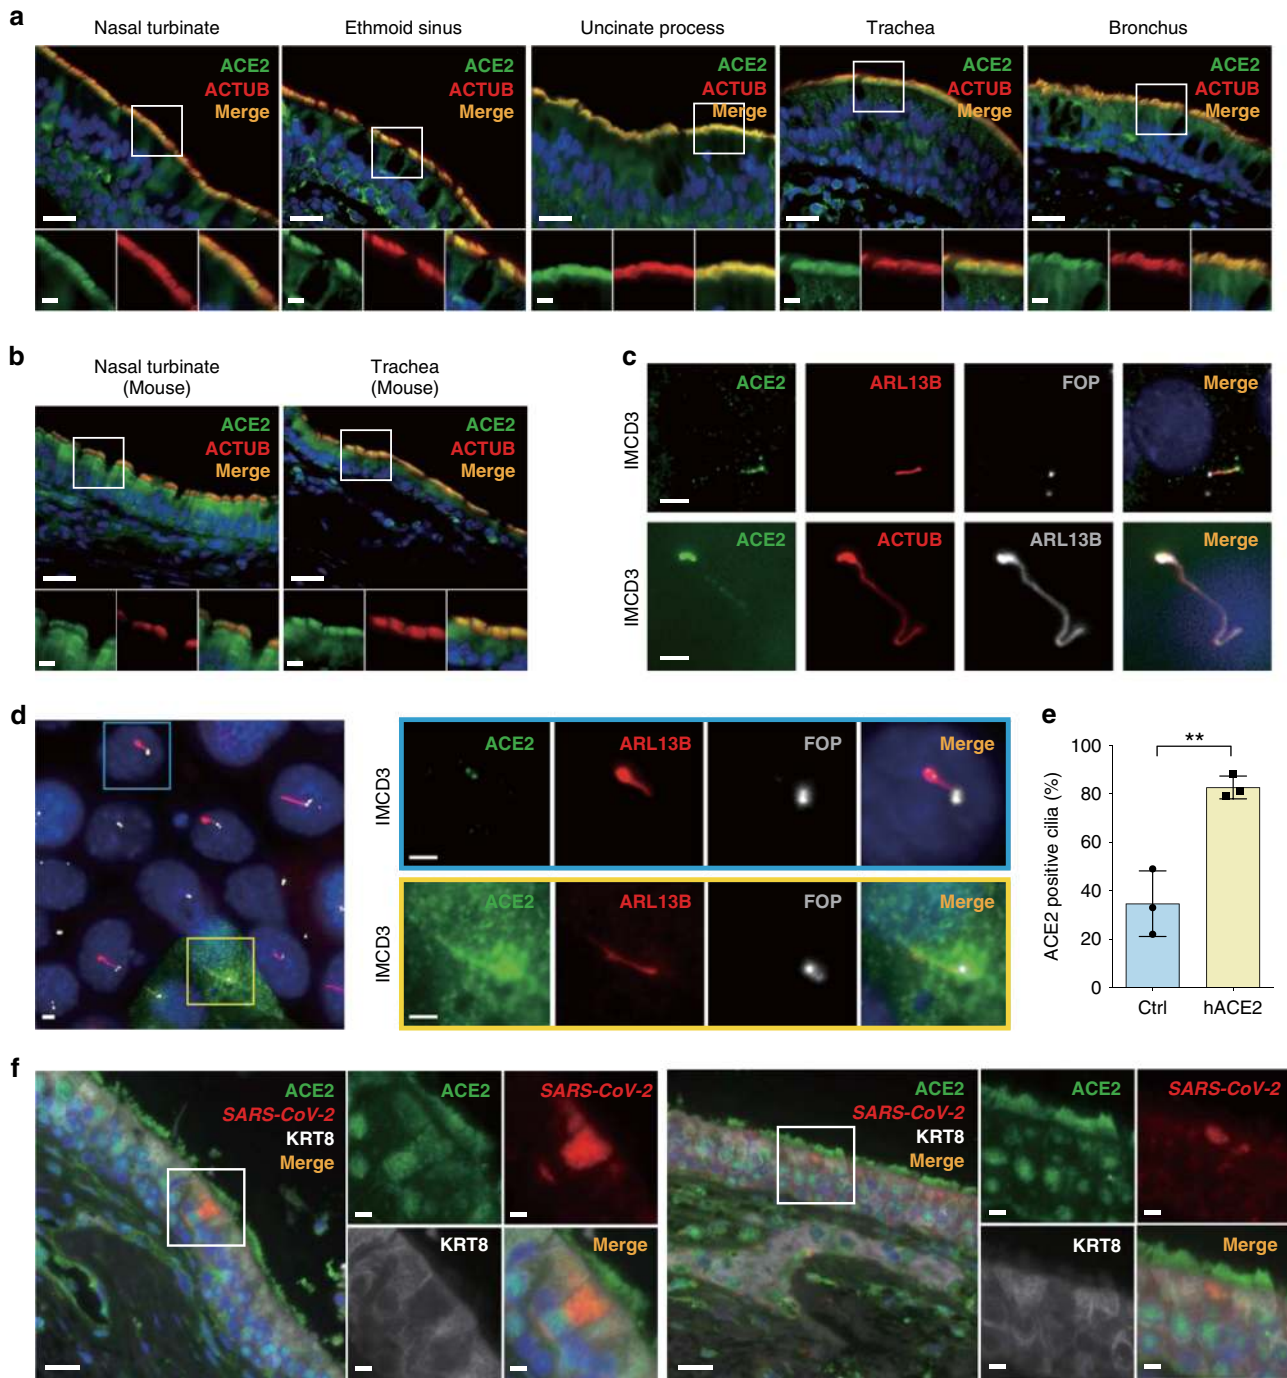 a
Nasal turbinate
Ethmoid sinus
Uncinate process
Trachea
Bronchus
ACE2
ACTUB
Merge
ACE2
ACTUB
Merge
ACE2
ACTUB
Merge
ACE2
ACTUB
Merge
ACE2
ACTUB
Merge
b
Nasal turbinate
(Mouse)
Trachea
(Mouse)
ACE2
ACTUB
Merge
ACE2
ACTUB
Merge
c
IMCD3
ACE2
ARL13B
FOP
Merge
IMCD3
ACE2
ACTUB
ARL13B
Merge
d
IMCD3
ACE2
ARL13B
FOP
Merge
IMCD3
ACE2
ARL13B
FOP
Merge
e
ACE2 positive cilia (%)
100
80
60
40
20
0
**
Ctrl
hACE2
f
ACE2
SARS-CoV-2
KRT8
Merge
ACE2
SARS-CoV-2
KRT8
Merge
ACE2
SARS-CoV-2
KRT8
Merge
ACE2
SARS-CoV-2
KRT8
Merge